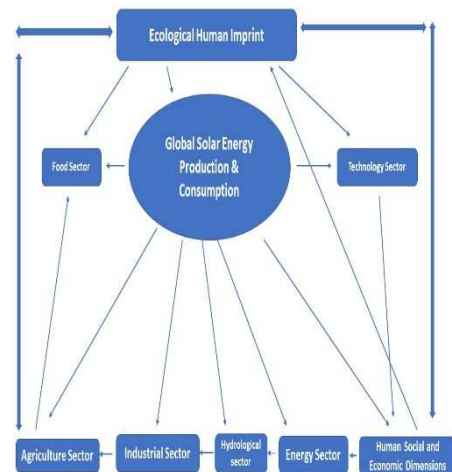 Ecological Human Imprint
Global Solar Energy
Production &
Consumption
Food Sector
Technology Sector
Agriculture Sector
Industrial Sector
Hydrological
sector
Energy Sector
Human Social and
Economic Dimensions